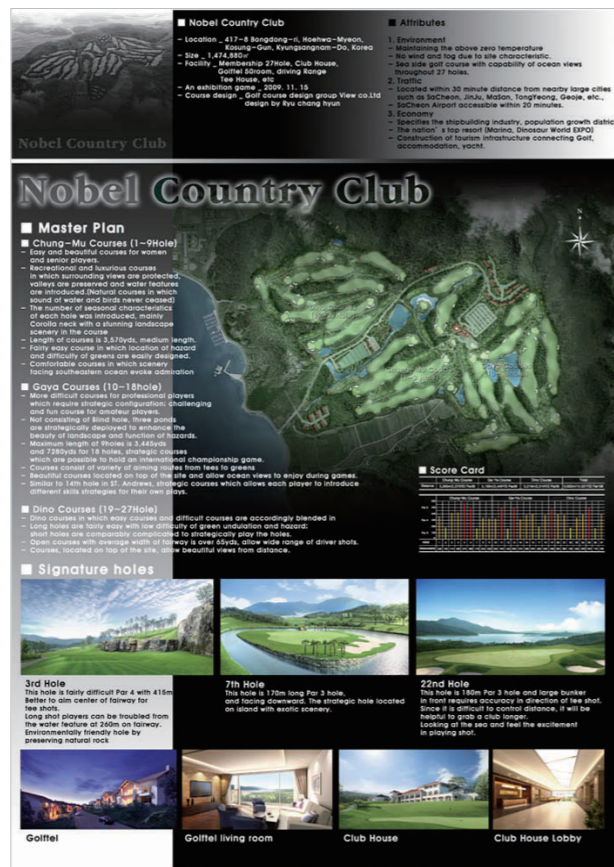 Nobel Country Club
■ Nobel Country Club
- Location _ 417-8 Bongdong-ri, Hoehwa-Myeon,
Kosung-Gun, Kyungsangnam-Do, Korea
- Size _ 1,474,880㎡
- Facility _ Membership 27Hole, Club House,
Golftel 50room, driving Range
Tee House, etc
- An exhibition game _ 2009. 11. 15
- Course design _ Golf course design group View co.Ltd
design by Ryu chang hyun
■ Attributes
1. Environment
- Maintaining the above zero temperature
- No wind and fog due to site characteristic.
- Sea side golf course with capability of ocean views
throughout 27 holes.
2. Traffic
- Located within 30 minute distance from nearby large cities
such as SaCheon, JinJu, MaSan, TongYeong, Geoje, etc.,
- SaCheon Airport accessible within 20 minutes.
3. Economy
- Specifies the shipbuilding industry, population growth distric
- The nation's top resort (Marina, Dinosaur World EXPO)
- Construction of tourism infrastructure connecting Golf,
accommodation, yacht.
Nobel Country Club
■ Master Plan
■ Chung-Mu Courses (1~9Hole)
- Easy and beautiful courses for women
and senior players.
- Recreational and luxurious courses
in which surrounding views are protected,
valleys are preserved and water features
are introduced.(Natural courses in which
sound of water and birds never ceased)
- The number of seasonal characteristics
of each hole was introduced, mainly
Corolla neck with a stunning landscape
scenery in the course
- Length of courses is 3,570yds, medium length.
- Fairly easy course in which location of hazard
and difficulty of greens are easily designed.
- Comfortable courses in which scenery
facing southeastern ocean evoke admiration
■ Gaya Courses (10~18hole)
- More difficult courses for professional players
which require strategic configuration; challenging
and fun course for amateur players.
- Not consisting of Blind hole, three ponds
are strategically deployed to enhance the
beauty of landscape and function of hazards.
- Maximum length of 9holes is 3,445yds
and 7280yds for 18 holes, strategic courses
which are possible to hold an international championship game.
- Courses consist of variety of aiming routes from tees to greens
- Beautiful courses located on top of the site and allow ocean views to enjoy during games.
- Similar to 14th hole in ST. Andrews, strategic courses which allows each player to introduce
different skills strategies for their own plays.
■ Dino Courses (19~27Hole)
- Dino courses in which easy and difficult courses are accordingly blended in
- Long holes are fairly easy with low difficulty of green undulation and hazard;
short holes are comparably complicated to strategically play the holes.
- Open courses with average width of fairway is over 65yds, allow wide range of driver shots.
- Courses, located on top of the site, allow beautiful views from distance.
N
■ Score Card
■ Signature holes
3rd Hole
This hole is fairly difficult Par 4 with 415m
Better to aim center of fairway for
tee shots.
Long shot players can be troubled from
the water feature at 260m on fairway.
Environmentally friendly hole by
preserving natural rock
7th Hole
This hole is 170m long Par 3 hole,
and facing downward. The strategic hole located
on island with exotic scenery.
22nd Hole
This hole is 180m Par 3 hole and large bunker
in front requires accuracy in direction of tee shot.
Since it is difficult to control distance, it will be
helpful to grab a club longer.
Looking at the sea and feel the excitement
in playing shot.
Golftel
Golftel living room
Club House
Club House Lobby